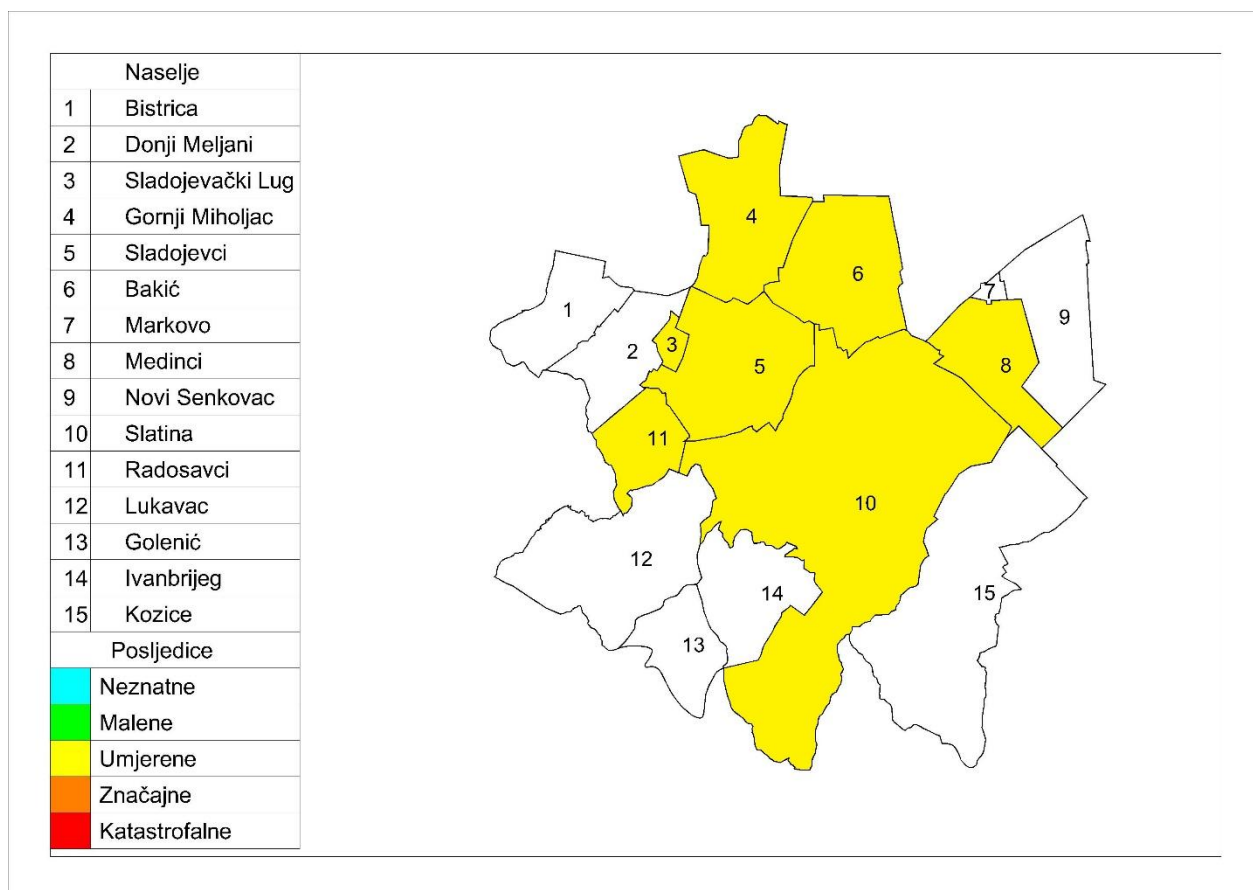 Naselje
1 Bistrica
2 Donji Meljani
3 Sladojevački Lug
4 Gornji Miholjac
5 Sladojevci
6 Bakić
7 Markovo
8 Medinci
9 Novi Senkovac
10 Slatina
11 Radosavci
12 Lukavac
13 Golenić
14 Ivanbrijeg
15 Kozice
Posljedice
Neznatne
Malene
Umjerene
Značajne
Katastrofalne
4
6
7
1
9
2
3
5
8
11
10
12
14
15
13